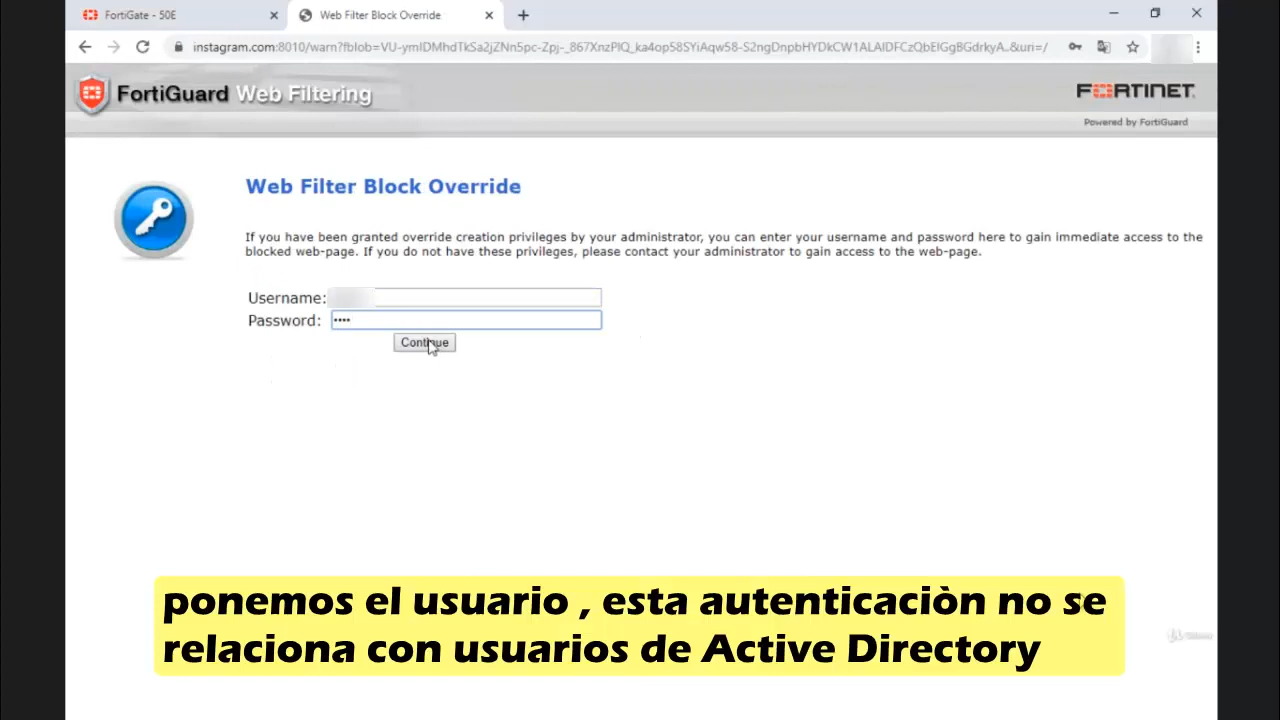 FortiGate - 50E
Web Filter Block Override
instagram.com:8010/warn?fblob=VU-ymIDMhdTkSa2jZNn5pc-Zpj-_867XnzPlQ_ka4op58SYiAqw58-S2ngDnpbHYDkCW1ALAIDFCzQbEIGgBGdrkyA..&uri=/
FortiGuard Web Filtering
FORTINET
Powered by FortiGuard
Web Filter Block Override
If you have been granted override creation privileges by your administrator, you can enter your username and password here to gain immediate access to the
blocked web-page. If you do not have these privileges, please contact your administrator to gain access to the web-page.
Username:
Password: ••••
Continue
ponemos el usuario , esta autenticaciòn no se
relaciona con usuarios de Active Directory